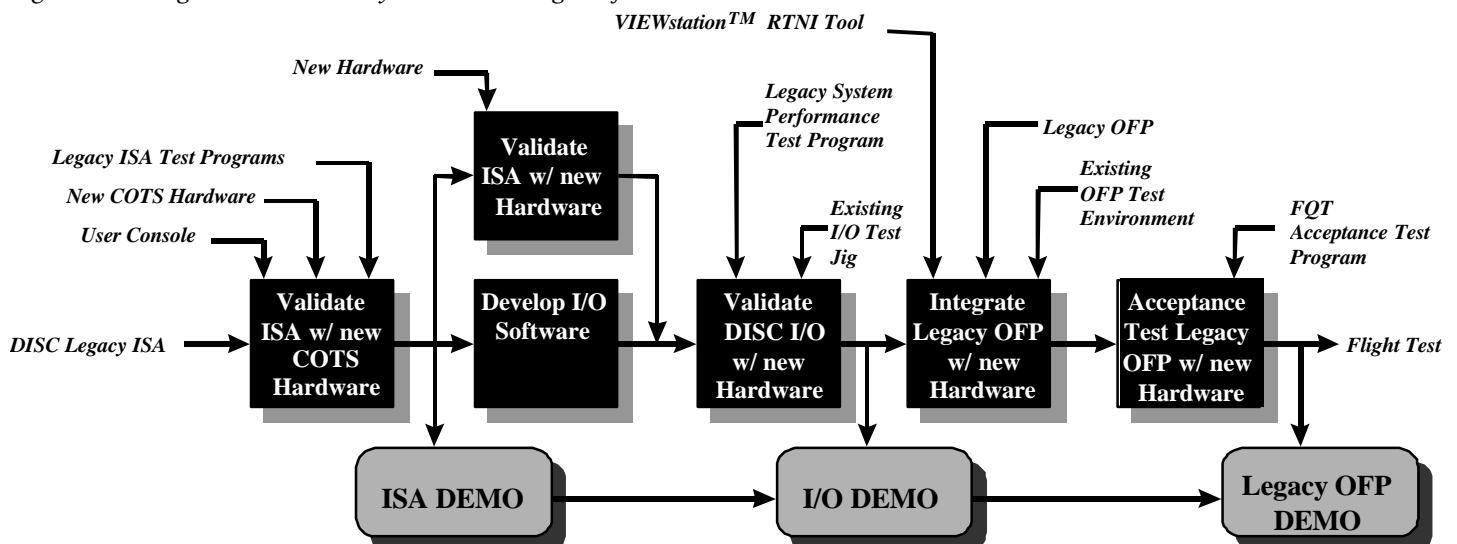 VIEWstation™ RTNI Tool
New Hardware
Legacy System
Performance
Test Program
Legacy OFP
Validate
ISA w/ new
Hardware
Legacy ISA Test Programs
New COTS Hardware
User Console
Existing
I/O Test
Jig
Existing
OFP Test
Environment
FQT
Acceptance Test
Program
DISC Legacy ISA
Validate
ISA w/ new
COTS
Hardware
Develop I/O
Software
Validate
DISC I/O
w/ new
Hardware
Integrate
Legacy OFP
w/ new
Hardware
Acceptance
Test Legacy
OFP w/ new
Hardware
Flight Test
ISA DEMO
I/O DEMO
Legacy OFP
DEMO